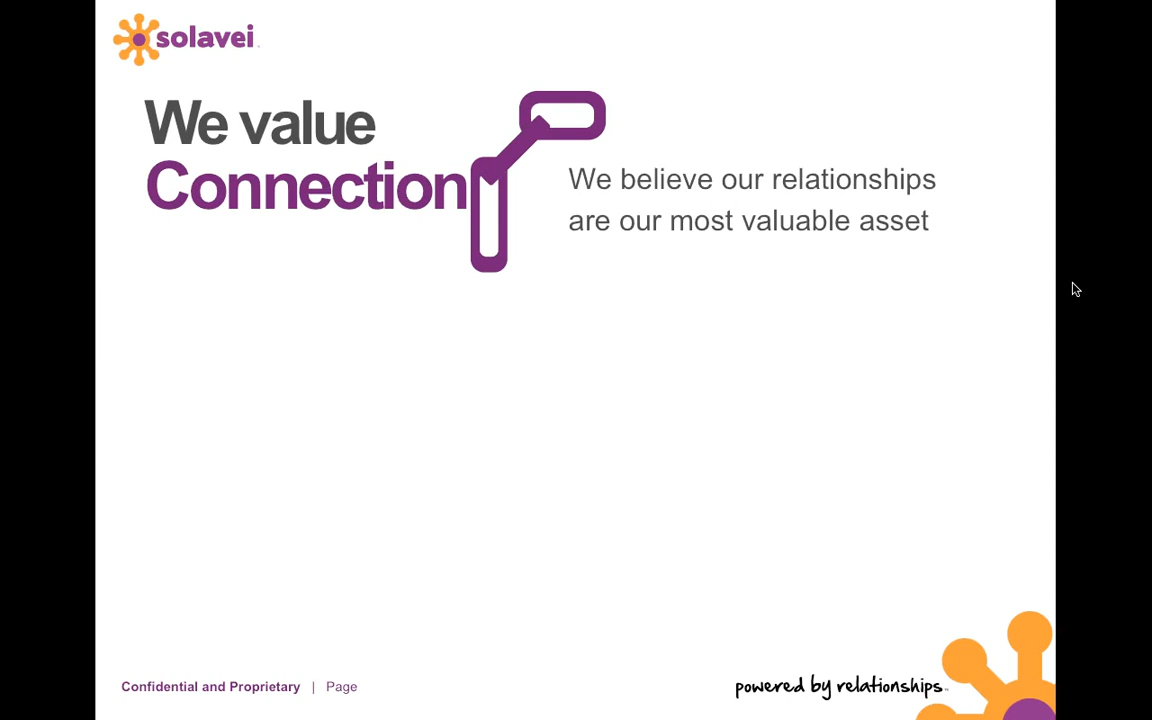 solavei
We value
Connection
We believe our relationships
are our most valuable asset
Confidential and Proprietary | Page
powered by relationships